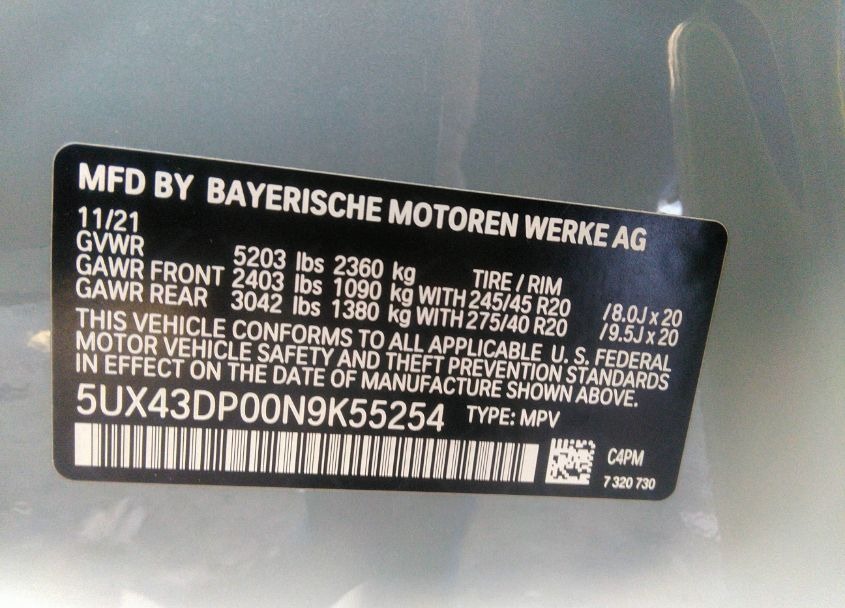 MFD BY BAYERISCHE MOTOREN WERKE AG
11/21
GVWR 5203 lbs 2360 kg TIRE / RIM
GAWR FRONT 2403 lbs 1090 kg WITH 245/45 R20 /8.0J x 20
GAWR REAR 3042 lbs 1380 kg WITH 275/40 R20 /9.5J x 20
THIS VEHICLE CONFORMS TO ALL APPLICABLE U. S. FEDERAL
MOTOR VEHICLE SAFETY AND THEFT PREVENTION STANDARDS
IN EFFECT ON THE DATE OF MANUFACTURE SHOWN ABOVE.
5UX43DP00N9K55254 TYPE: MPV
C4PM
7 320 730